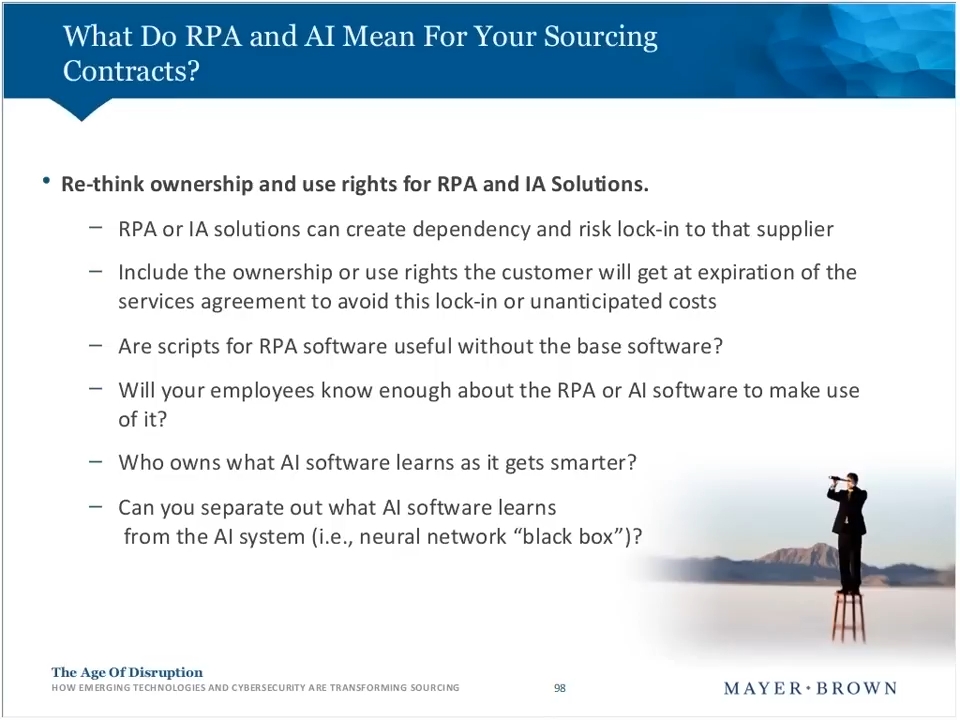 What Do RPA and AI Mean For Your Sourcing
Contracts?
• Re-think ownership and use rights for RPA and IA Solutions.
– RPA or IA solutions can create dependency and risk lock-in to that supplier
– Include the ownership or use rights the customer will get at expiration of the
services agreement to avoid this lock-in or unanticipated costs
– Are scripts for RPA software useful without the base software?
– Will your employees know enough about the RPA or AI software to make use
of it?
– Who owns what AI software learns as it gets smarter?
– Can you separate out what AI software learns
from the AI system (i.e., neural network “black box”)?
The Age Of Disruption
HOW EMERGING TECHNOLOGIES AND CYBERSECURITY ARE TRANSFORMING SOURCING
98
MAYER • BROWN